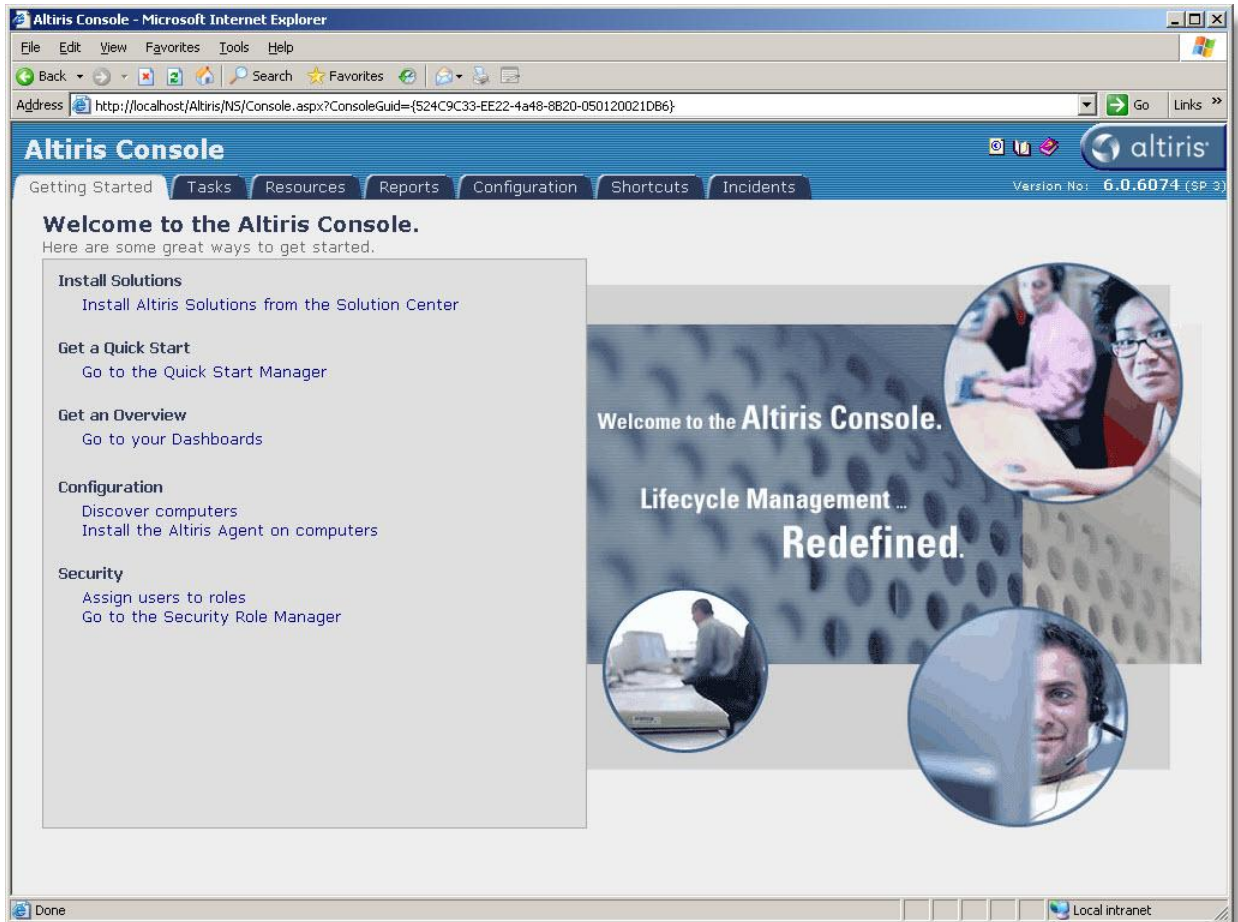 Altiris Console - Microsoft Internet Explorer
File Edit View Favorites Tools Help
Back Search Favorites
Address http://localhost/Altiris/NS/Console.aspx?ConsoleGuid={524C9C33-EE22-4a48-8B20-050120021DB6} Go Links »
Altiris Console
altiris
Getting Started Tasks Resources Reports Configuration Shortcuts Incidents Version No: 6.0.6074 (SP 3)
Welcome to the Altiris Console.
Here are some great ways to get started.
Install Solutions
Install Altiris Solutions from the Solution Center
Get a Quick Start
Go to the Quick Start Manager
Get an Overview
Go to your Dashboards
Configuration
Discover computers
Install the Altiris Agent on computers
Security
Assign users to roles
Go to the Security Role Manager
Welcome to the Altiris Console.
Lifecycle Management ...
Redefined.
Done Local intranet